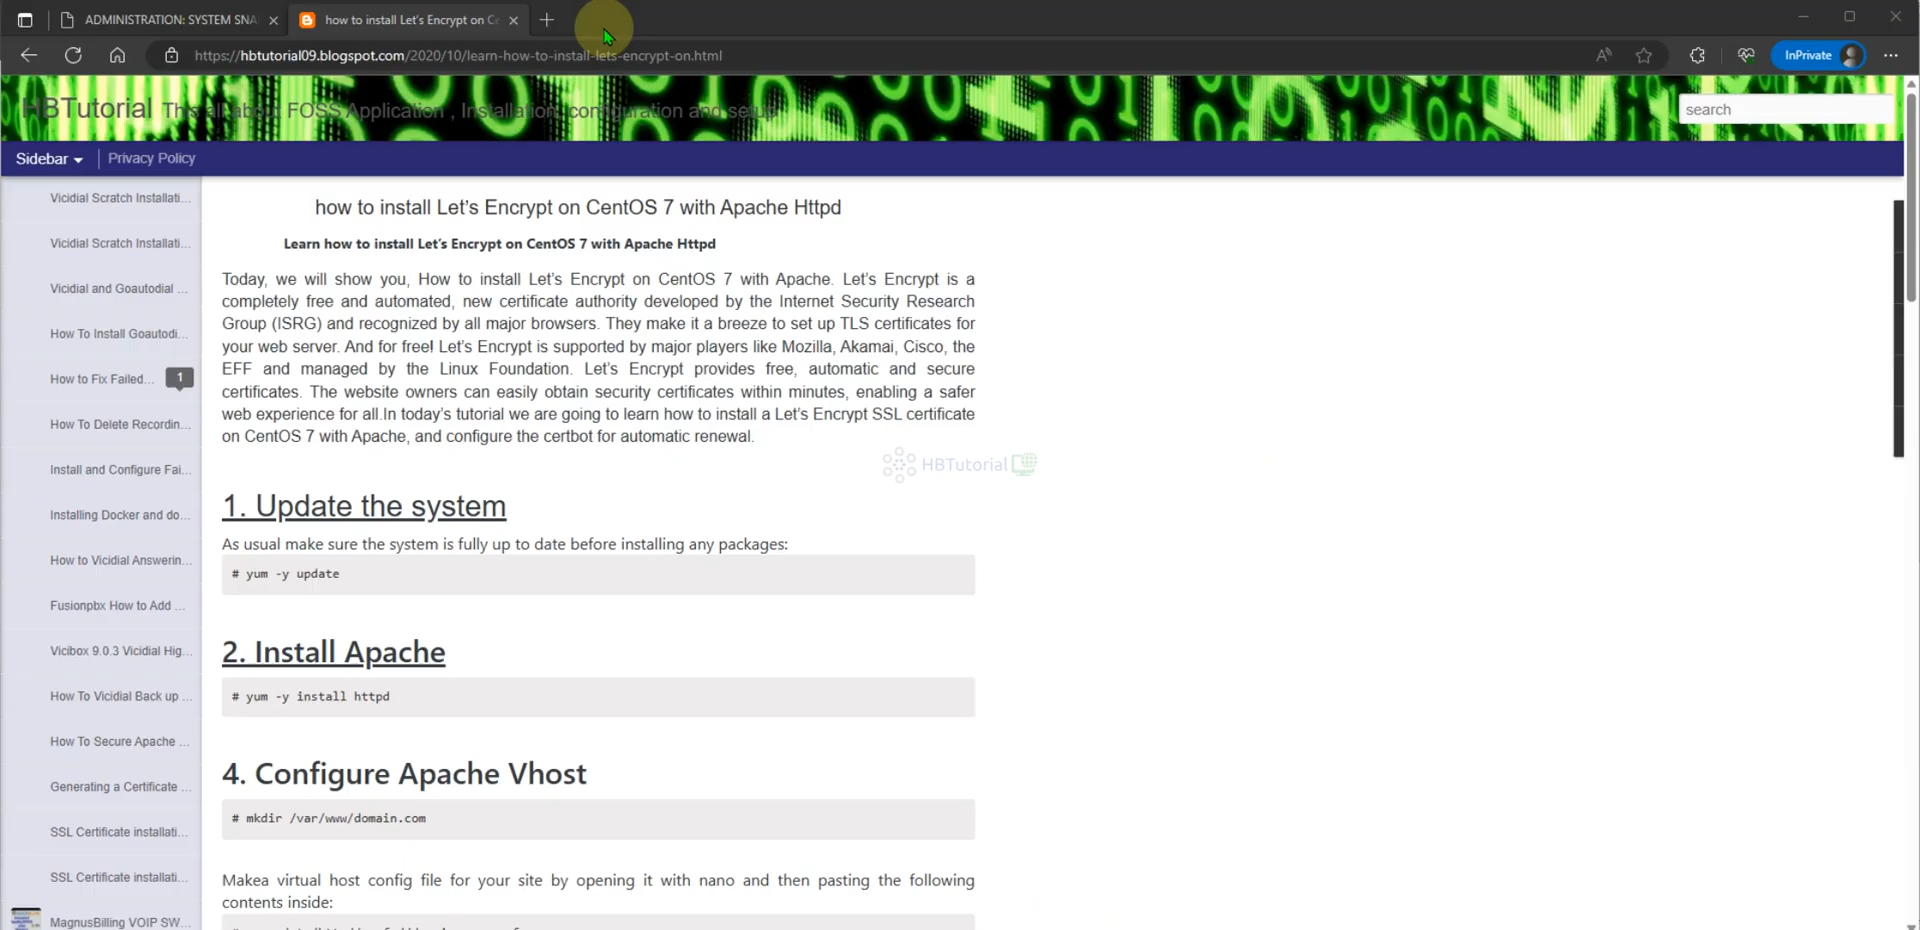 ADMINISTRATION: SYSTEM SNA
how to install Let's Encrypt on Ce
https://hbtutorial09.blogspot.com/2020/10/learn-how-to-install-lets-encrypt-on.html
InPrivate
HBTutorial This all about FOSS Application , Installation, configuration and setup
search
Sidebar
Privacy Policy
Vicidial Scratch Installati...
Vicidial Scratch Installati...
Vicidial and Goautodial ...
How To Install Goautodi...
How to Fix Failed...
1
How To Delete Recordin...
Install and Configure Fai...
Installing Docker and do...
How to Vicidial Answerin...
Fusionpbx How to Add ...
Vicibox 9.0.3 Vicidial Hig...
How To Vicidial Back up ...
How To Secure Apache ...
Generating a Certificate ...
SSL Certificate installati...
SSL Certificate installati...
MagnusBilling VOIP SW...
how to install Let’s Encrypt on CentOS 7 with Apache Httpd
Learn how to install Let’s Encrypt on CentOS 7 with Apache Httpd
Today, we will show you, How to install Let’s Encrypt on CentOS 7 with Apache. Let’s Encrypt is a
completely free and automated, new certificate authority developed by the Internet Security Research
Group (ISRG) and recognized by all major browsers. They make it a breeze to set up TLS certificates for
your web server. And for free! Let’s Encrypt is supported by major players like Mozilla, Akamai, Cisco, the
EFF and managed by the Linux Foundation. Let’s Encrypt provides free, automatic and secure
certificates. The website owners can easily obtain security certificates within minutes, enabling a safer
web experience for all.In today’s tutorial we are going to learn how to install a Let’s Encrypt SSL certificate
on CentOS 7 with Apache, and configure the certbot for automatic renewal.
HBTutorial
1. Update the system
As usual make sure the system is fully up to date before installing any packages:
# yum -y update
2. Install Apache
# yum -y install httpd
4. Configure Apache Vhost
# mkdir /var/www/domain.com
Makea virtual host config file for your site by opening it with nano and then pasting the following
contents inside: